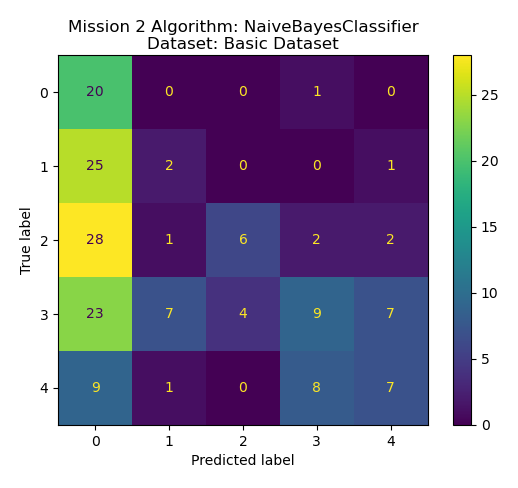 Mission 2 Algorithm: NaiveBayesClassifier
Dataset: Basic Dataset
0 20 0 0 1 0
1 25 2 0 0 1
2 28 1 6 2 2
3 23 7 4 9 7
4 9 1 0 8 7
0 1 2 3 4
Predicted label
True label
25
20
15
10
5
0